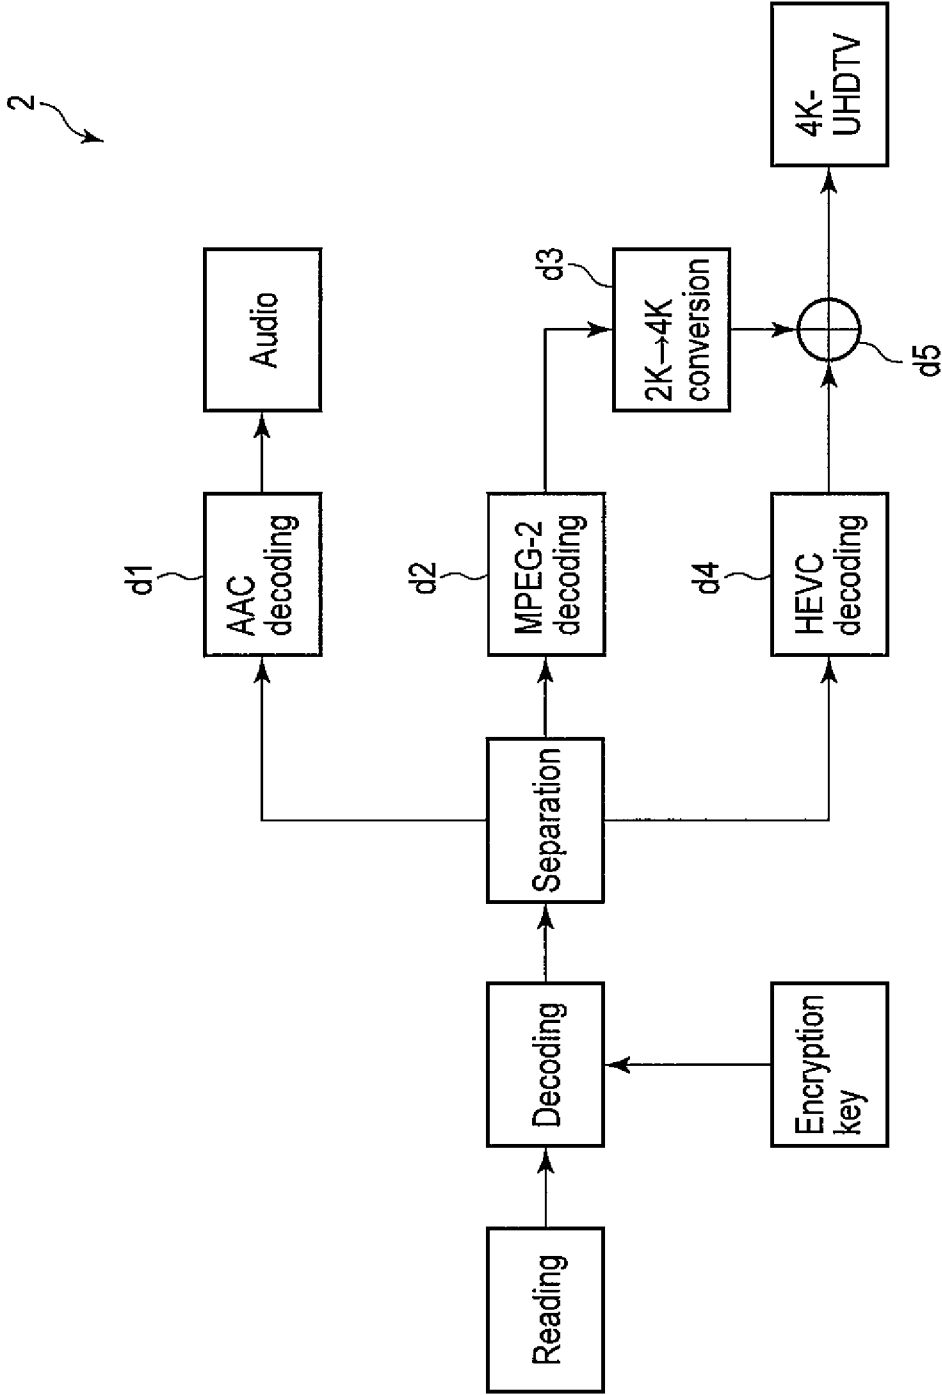 2
Reading
Decoding
Encryption
key
Separation
d1
AAC
decoding
Audio
d2
MPEG-2
decoding
d3
2K→4K
conversion
d4
HEVC
decoding
d5
4K-
UHDTV